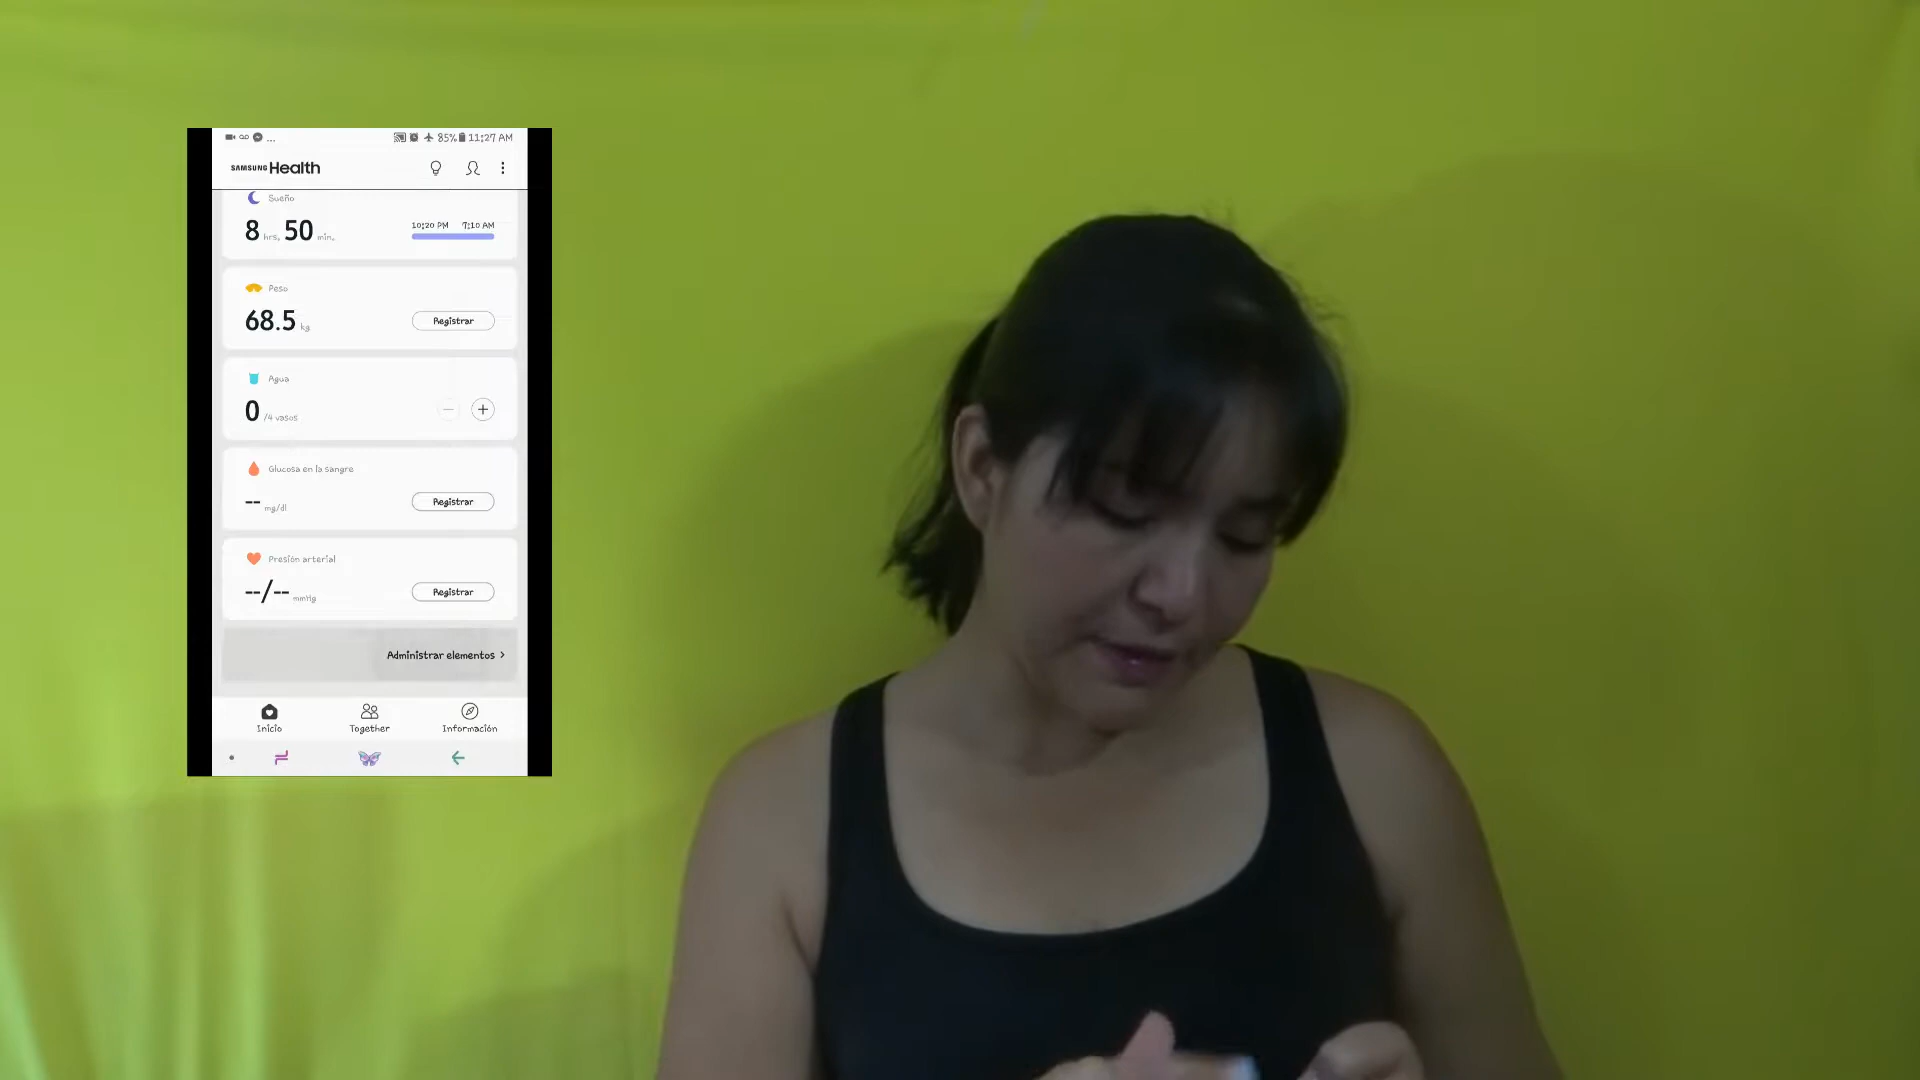 ... 85% 11:27 AM
SAMSUNG Health
Sueño
8 hrs. 50 min.
10:20 PM 7:10 AM
Peso
68.5 kg
Registrar
Agua
0 /4 vasos
Glucosa en la sangre
-- mg/dl
Registrar
Presión arterial
--/-- mmHg
Registrar
Administrar elementos >
Inicio Together Información